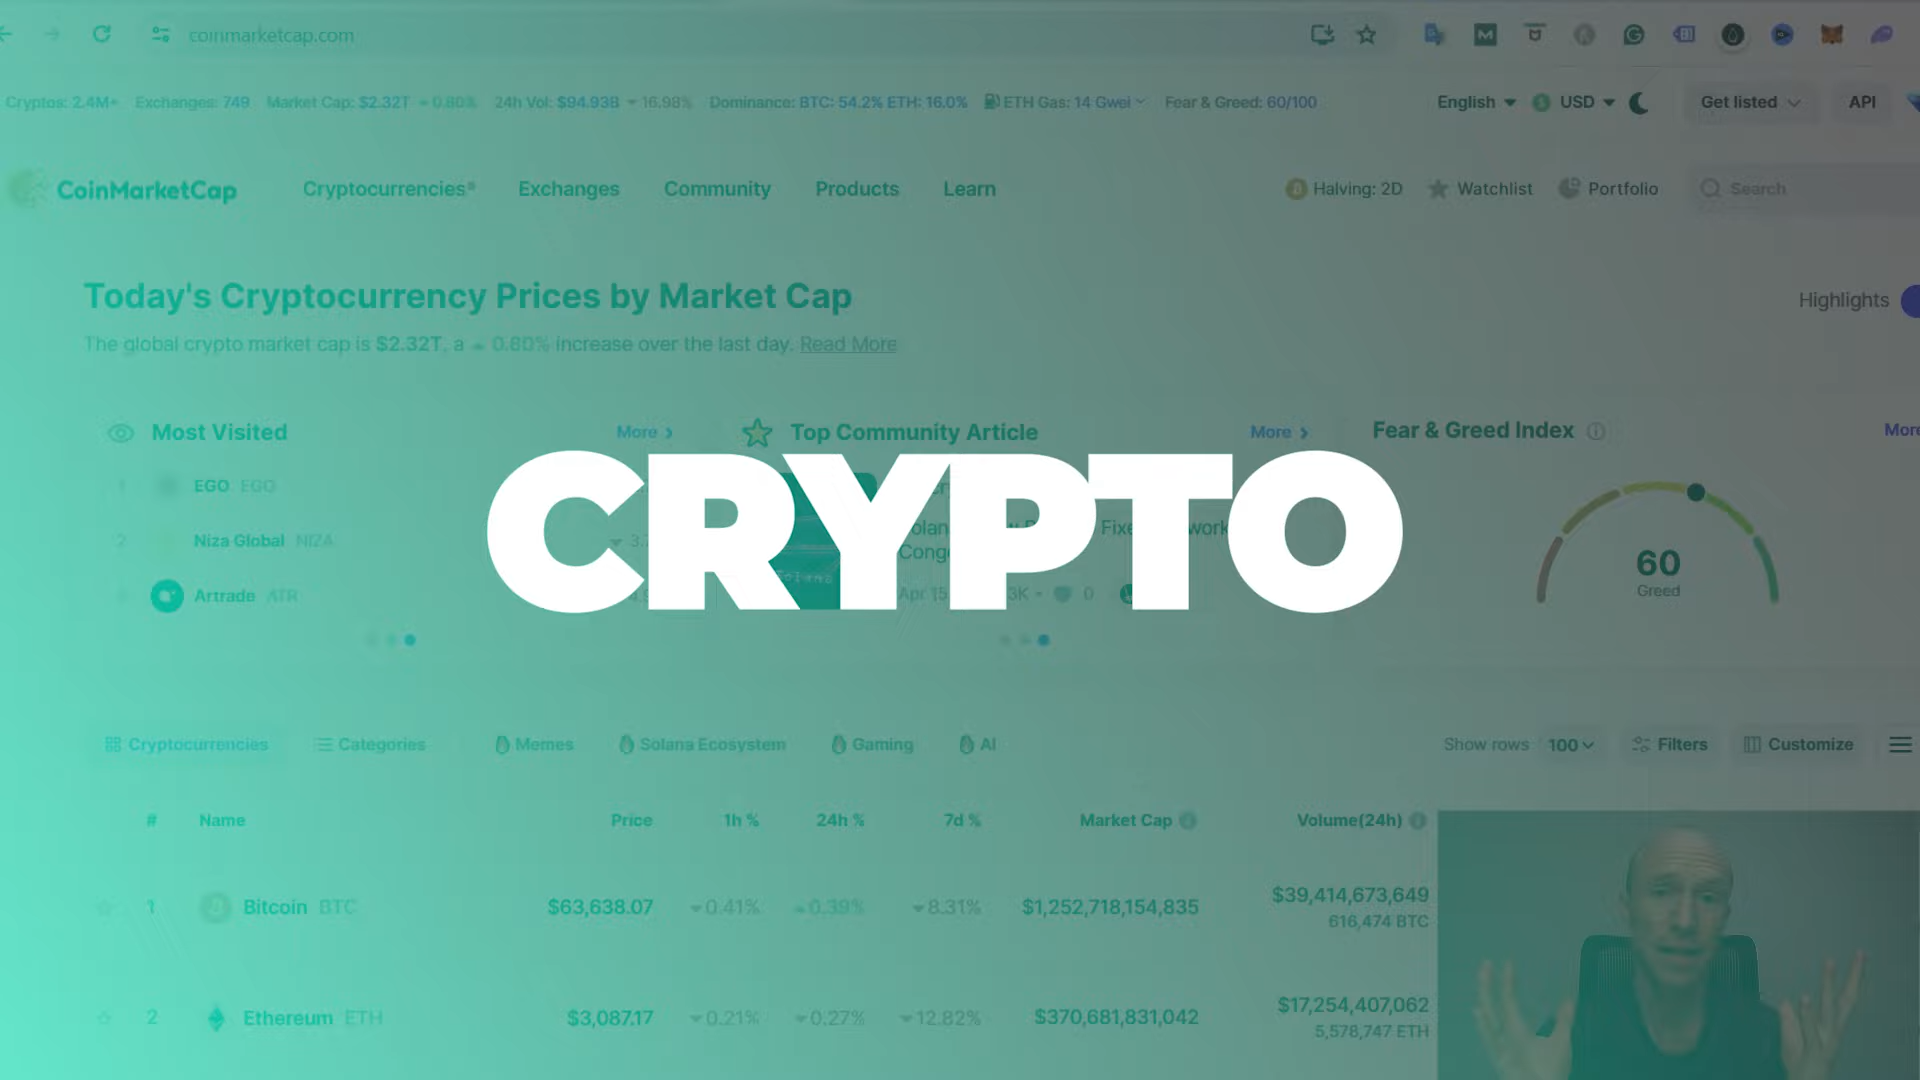 coinmarketcap.com
Cryptos: 2.4M+ Exchanges: 749 Market Cap: $2.32T 0.80% 24h Vol: $94.93B 16.98% Dominance: BTC: 54.2% ETH: 16.0% ETH Gas: 14 Gwei Fear & Greed: 60/100 English USD Get listed API
CoinMarketCap Cryptocurrencies Exchanges Community Products Learn Halving: 2D Watchlist Portfolio Search
Today's Cryptocurrency Prices by Market Cap Highlights
The global crypto market cap is $2.32T, a 0.80% increase over the last day. Read More
Most Visited More Top Community Article More Fear & Greed Index More
1 EGO EGO
2 Niza Global NIZA
Artrade ATR
Solana
Apr 15
0
60
Greed
CRYPTO
Cryptocurrencies Categories Memes Solana Ecosystem Gaming AI Show rows 100 Filters Customize
# Name Price 1h % 24h % 7d % Market Cap Volume(24h)
1 Bitcoin BTC $63,638.07 0.41% 0.39% 8.31% $1,252,718,154,835 $39,414,673,649
616,474 BTC
2 Ethereum ETH $3,087.17 0.21% 0.27% 12.82% $370,681,831,042 $17,254,407,062
5,578,747 ETH